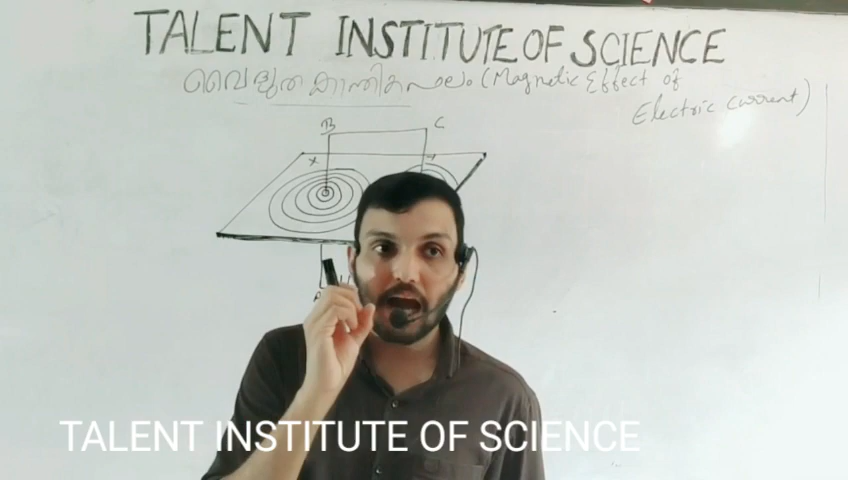 TALENT INSTITUTE OF SCIENCE
വൈദ്യുത കാന്തിക ഫലം (Magnetic Effect of
Electric Current)
B C
X Y
A
TALENT INSTITUTE OF SCIENCE